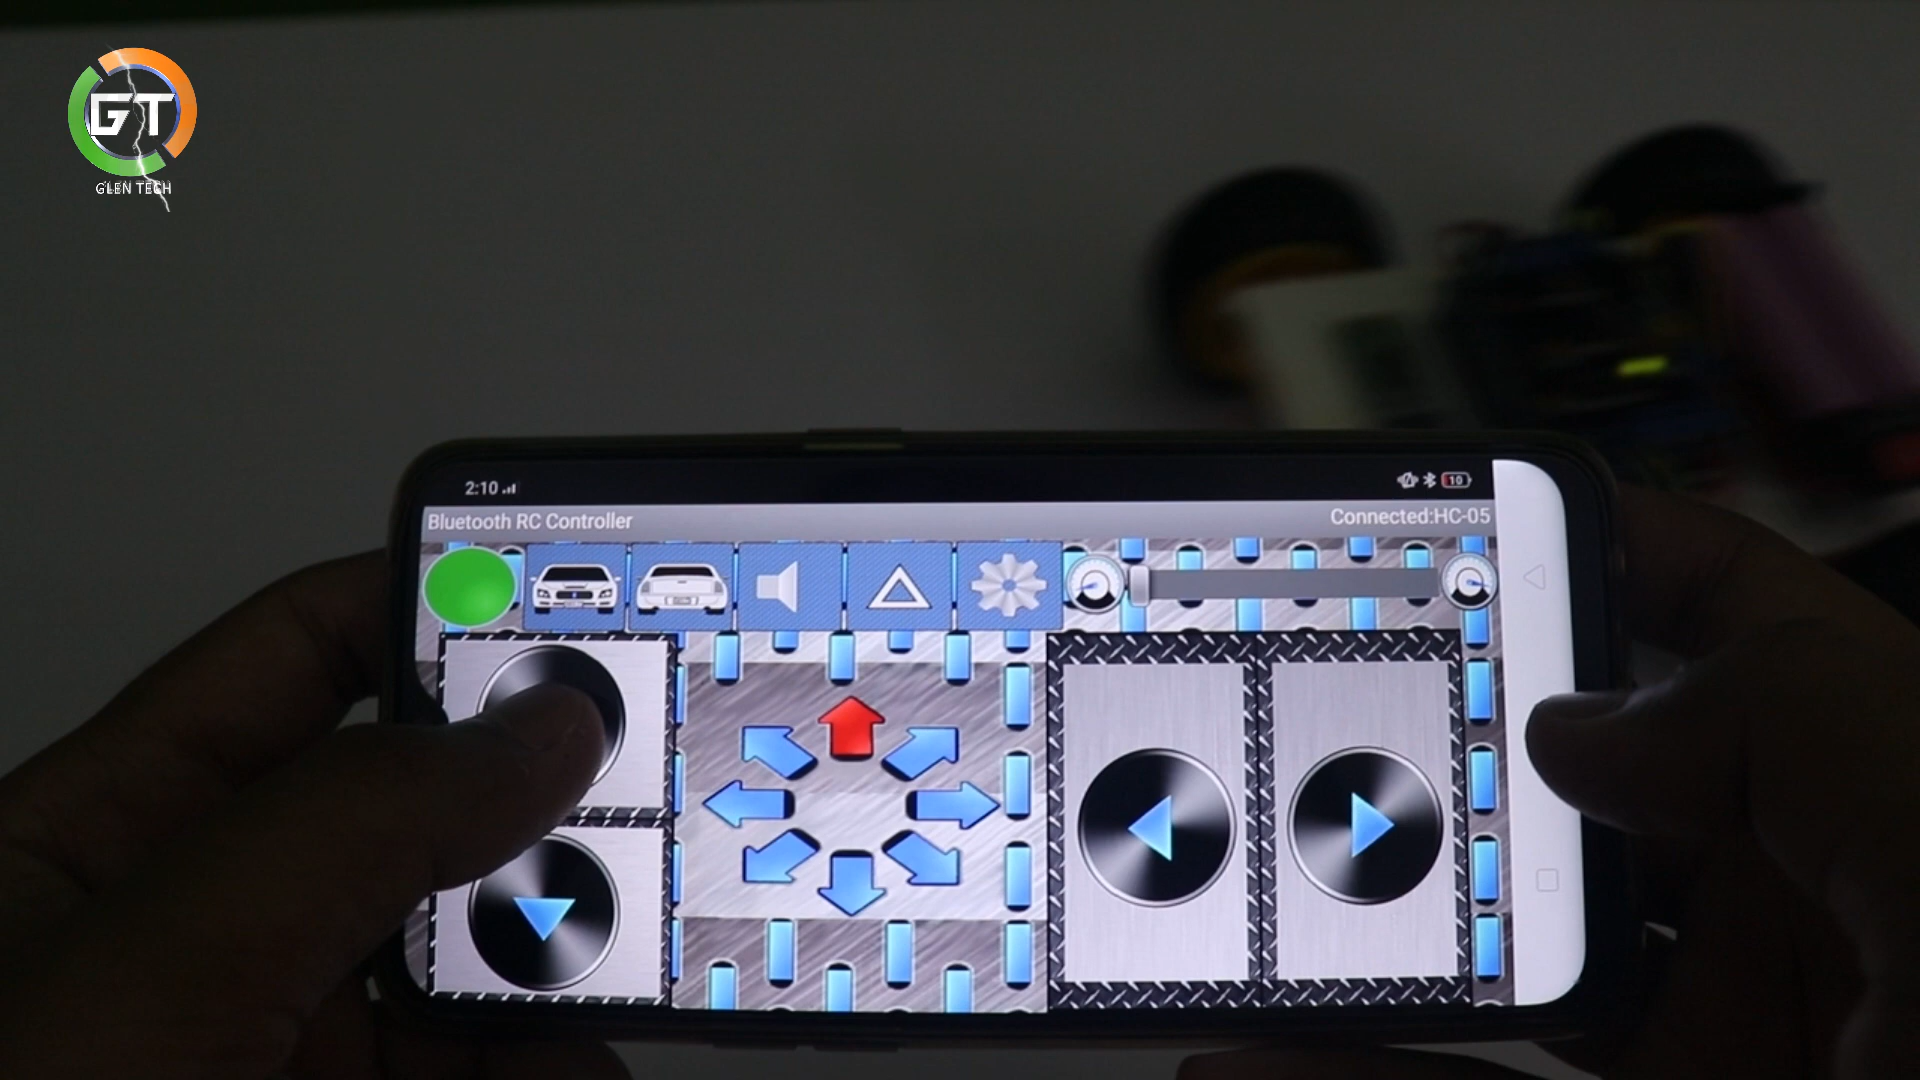 GT
GLEN TECH
2:10
10
Bluetooth RC Controller
Connected:HC-05